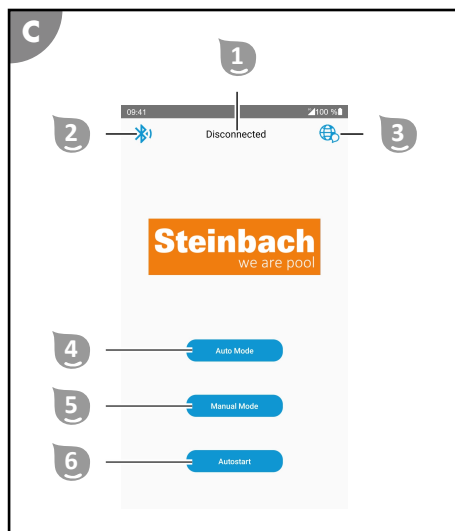 C
1
09:41 100 %
2 Disconnected 3
Steinbach
we are pool
4 Auto Mode
5 Manual Mode
6 Autostart